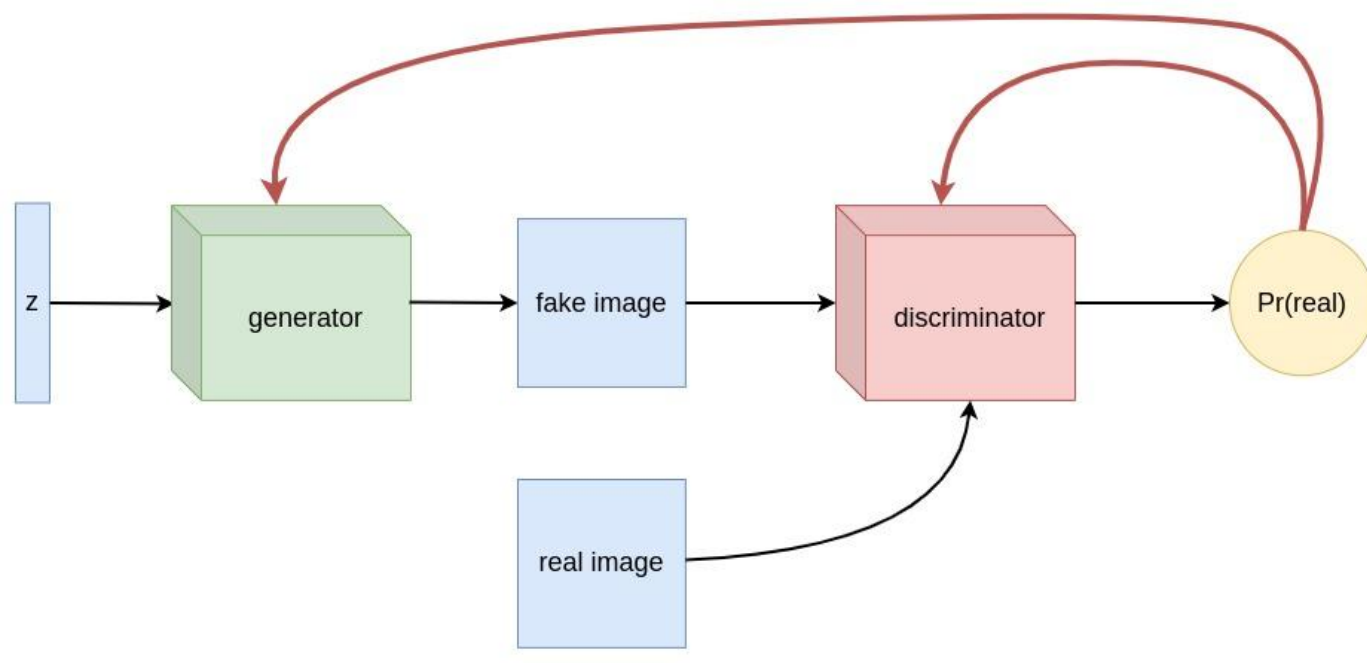 z
generator
fake image
discriminator
Pr(real)
real image